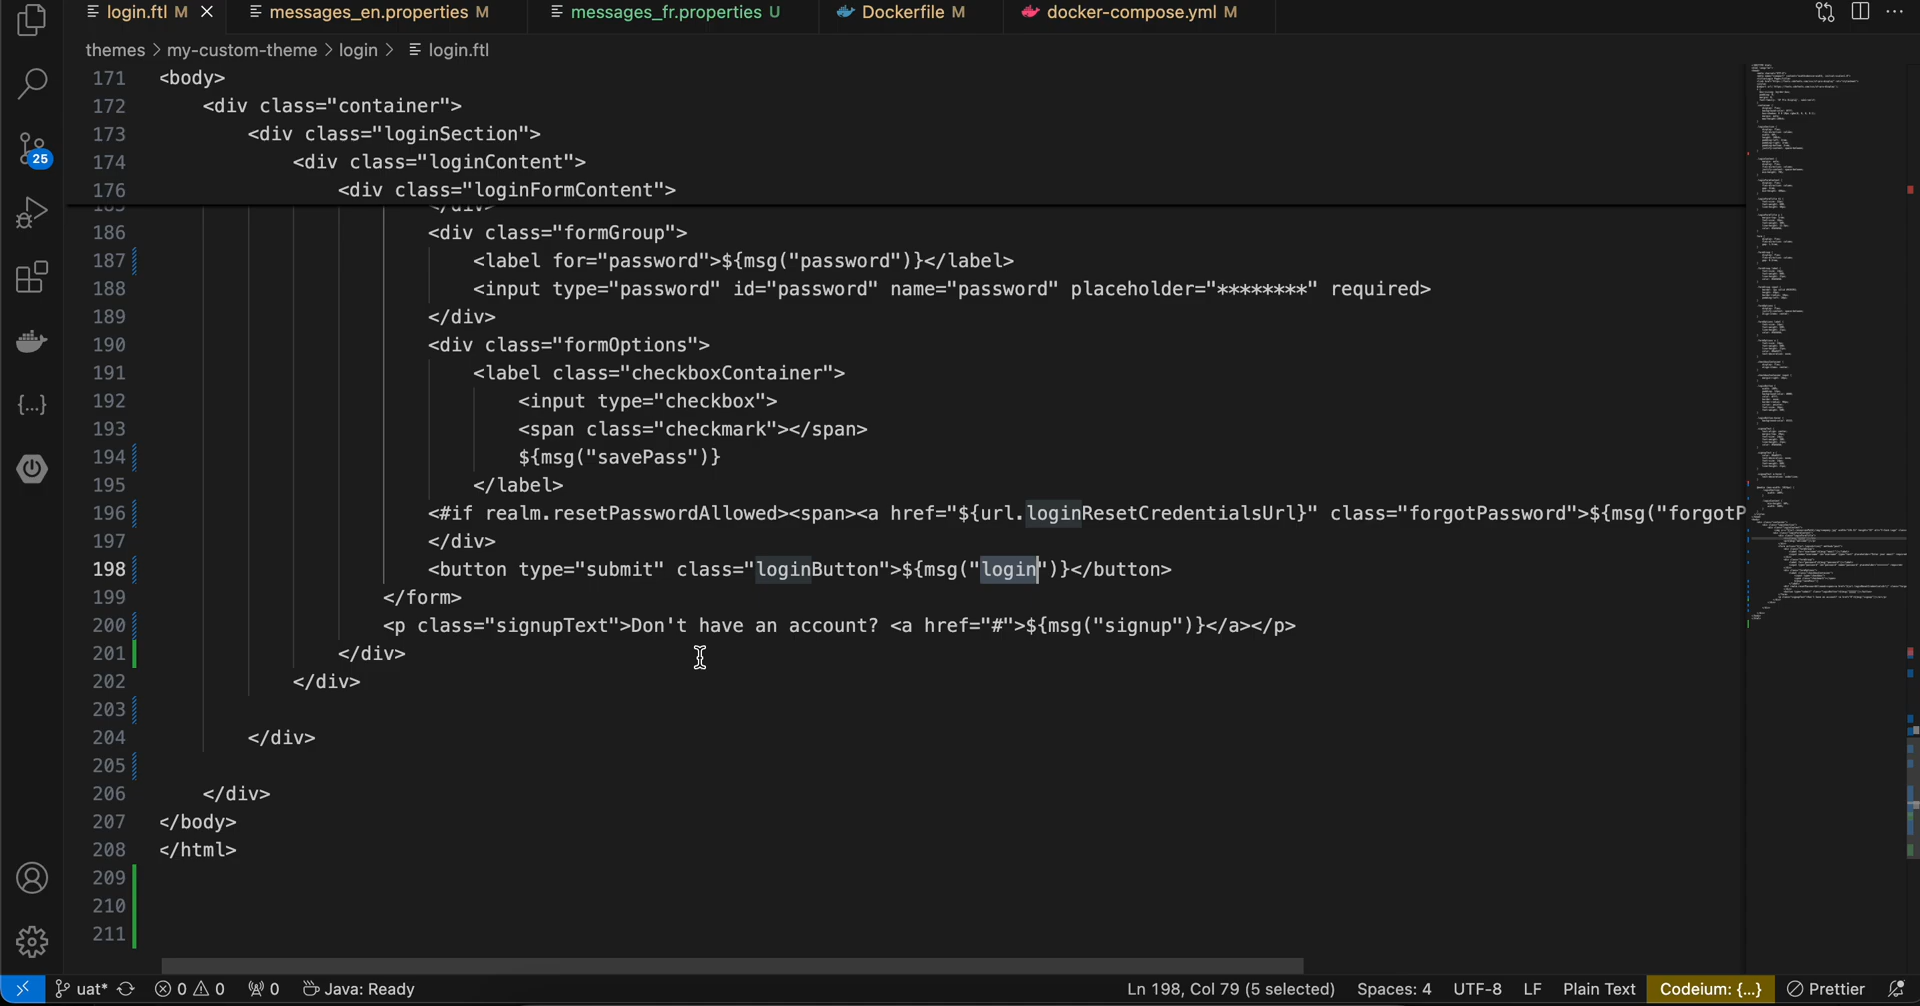 login.ftl M
messages_en.properties M
messages_fr.properties U
Dockerfile M
docker-compose.yml M
themes > my-custom-theme > login > login.ftl
171 <body>
172 <div class="container">
173 <div class="loginSection">
174 <div class="loginContent">
176 <div class="loginFormContent">
185 </div>
186 <div class="formGroup">
187 <label for="password">${msg("password")}</label>
188 <input type="password" id="password" name="password" placeholder="********" required>
189 </div>
190 <div class="formOptions">
191 <label class="checkboxContainer">
192 <input type="checkbox">
193 <span class="checkmark"></span>
194 ${msg("savePass")}
195 </label>
196 <#if realm.resetPasswordAllowed><span><a href="${url.loginResetCredentialsUrl}" class="forgotPassword">${msg("forgotP
197 </div>
198 <button type="submit" class="loginButton">${msg("login")}</button>
199 </form>
200 <p class="signupText">Don't have an account? <a href="#">${msg("signup")}</a></p>
201 </div>
202 </div>
203
204 </div>
205
206 </div>
207 </body>
208 </html>
209
210
211
25
uat* 0 0 0 Java: Ready Ln 198, Col 79 (5 selected) Spaces: 4 UTF-8 LF Plain Text Codeium: {...} Prettier